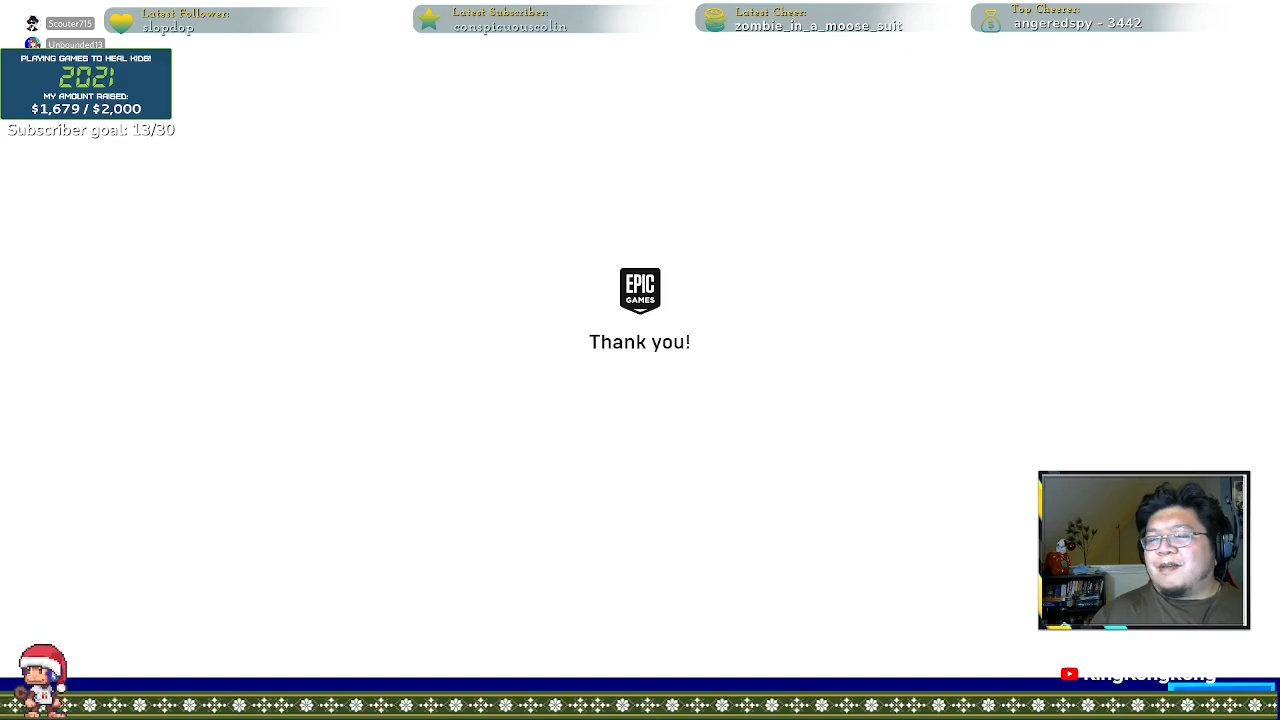 Scouter715
Unbounded13
Latest Follower:
slopdop
Latest Subscriber:
conspicuouscolin
Latest Cheer:
zombie_in_a_moose_suit
Top Cheerer:
angeredspy - 3442
PLAYING GAMES TO HEAL KIDS!
2021
MY AMOUNT RAISED:
$1,679 / $2,000
Subscriber goal: 13/30
EPIC
GAMES
Thank you!